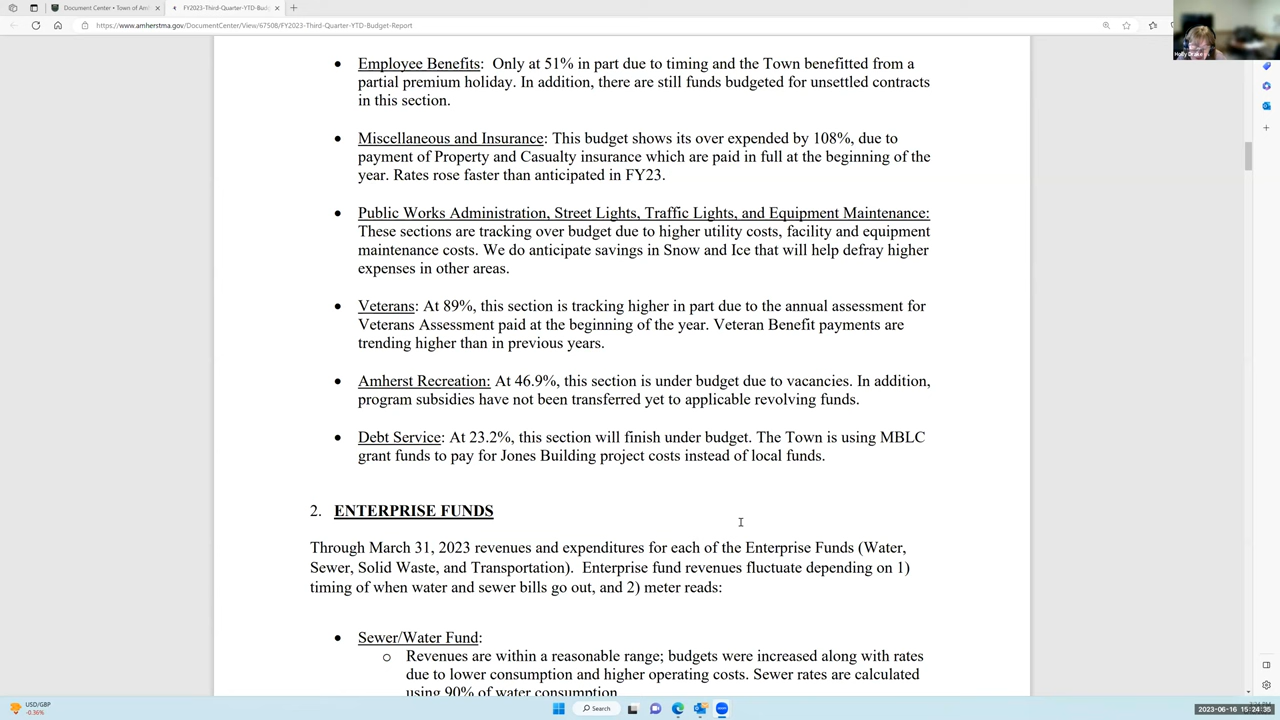 Document Center • Town of Am
FY2023-Third-Quarter-YTD-Budg
https://www.amherstma.gov/DocumentCenter/View/67508/FY2023-Third-Quarter-YTD-Budget-Report
Holly Drake
• Employee Benefits: Only at 51% in part due to timing and the Town benefitted from a
partial premium holiday. In addition, there are still funds budgeted for unsettled contracts
in this section.
• Miscellaneous and Insurance: This budget shows its over expended by 108%, due to
payment of Property and Casualty insurance which are paid in full at the beginning of the
year. Rates rose faster than anticipated in FY23.
• Public Works Administration, Street Lights, Traffic Lights, and Equipment Maintenance:
These sections are tracking over budget due to higher utility costs, facility and equipment
maintenance costs. We do anticipate savings in Snow and Ice that will help defray higher
expenses in other areas.
• Veterans: At 89%, this section is tracking higher in part due to the annual assessment for
Veterans Assessment paid at the beginning of the year. Veteran Benefit payments are
trending higher than in previous years.
• Amherst Recreation: At 46.9%, this section is under budget due to vacancies. In addition,
program subsidies have not been transferred yet to applicable revolving funds.
• Debt Service: At 23.2%, this section will finish under budget. The Town is using MBLC
grant funds to pay for Jones Building project costs instead of local funds.
2. ENTERPRISE FUNDS
Through March 31, 2023 revenues and expenditures for each of the Enterprise Funds (Water,
Sewer, Solid Waste, and Transportation). Enterprise fund revenues fluctuate depending on 1)
timing of when water and sewer bills go out, and 2) meter reads:
• Sewer/Water Fund:
o Revenues are within a reasonable range; budgets were increased along with rates
due to lower consumption and higher operating costs. Sewer rates are calculated
using 90% of water consumption
USD/GBP
-0.36%
Search
2023-06-16 15:24:35